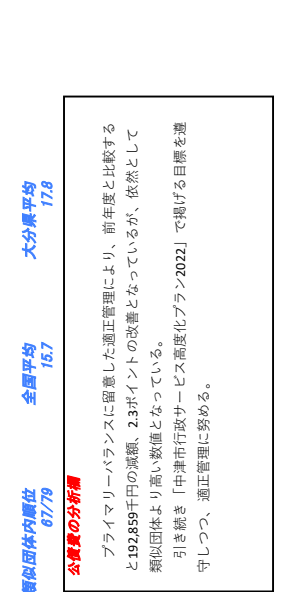 類似団体内順位 全国平均 大分県平均
67/79 15.7 17.8
公債費の分析欄
プライマリーバランスに留意した適正管理により、前年度と比較する
と192,859千円の減額、2.3ポイントの改善となっているが、依然として
類似団体より高い数値となっている。
引き続き「中津市行政サービス高度化プラン2022」で掲げる目標を遵
守しつつ、適正管理に努める。